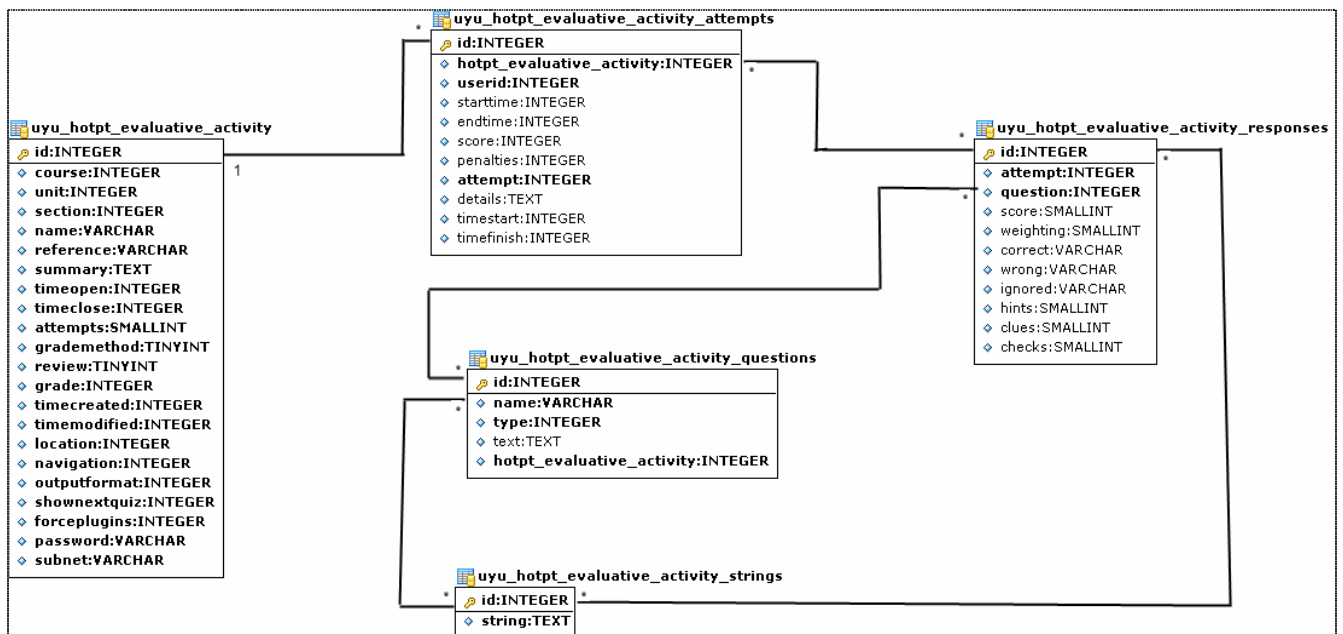 uyu_hotpt_evaluative_activity_attempts
*
id:INTEGER
hotpt_evaluative_activity:INTEGER
*
userid:INTEGER
starttime:INTEGER
endtime:INTEGER
score:INTEGER
penalties:INTEGER
attempt:INTEGER
details:TEXT
timestart:INTEGER
timefinish:INTEGER
uyu_hotpt_evaluative_activity
id:INTEGER
1
course:INTEGER
unit:INTEGER
section:INTEGER
name:VARCHAR
reference:VARCHAR
summary:TEXT
timeopen:INTEGER
timeclose:INTEGER
attempts:SMALLINT
grademethod:TINYINT
review:TINYINT
grade:INTEGER
timecreated:INTEGER
timemodified:INTEGER
location:INTEGER
navigation:INTEGER
outputformat:INTEGER
shownextquiz:INTEGER
forceplugins:INTEGER
password:VARCHAR
subnet:VARCHAR
uyu_hotpt_evaluative_activity_responses
*
id:INTEGER
*
attempt:INTEGER
question:INTEGER
*
score:SMALLINT
weighting:SMALLINT
correct:VARCHAR
wrong:VARCHAR
ignored:VARCHAR
hints:SMALLINT
clues:SMALLINT
checks:SMALLINT
uyu_hotpt_evaluative_activity_questions
*
id:INTEGER
*
name:VARCHAR
type:INTEGER
text:TEXT
hotpt_evaluative_activity:INTEGER
uyu_hotpt_evaluative_activity_strings
*
id:INTEGER
*
string:TEXT